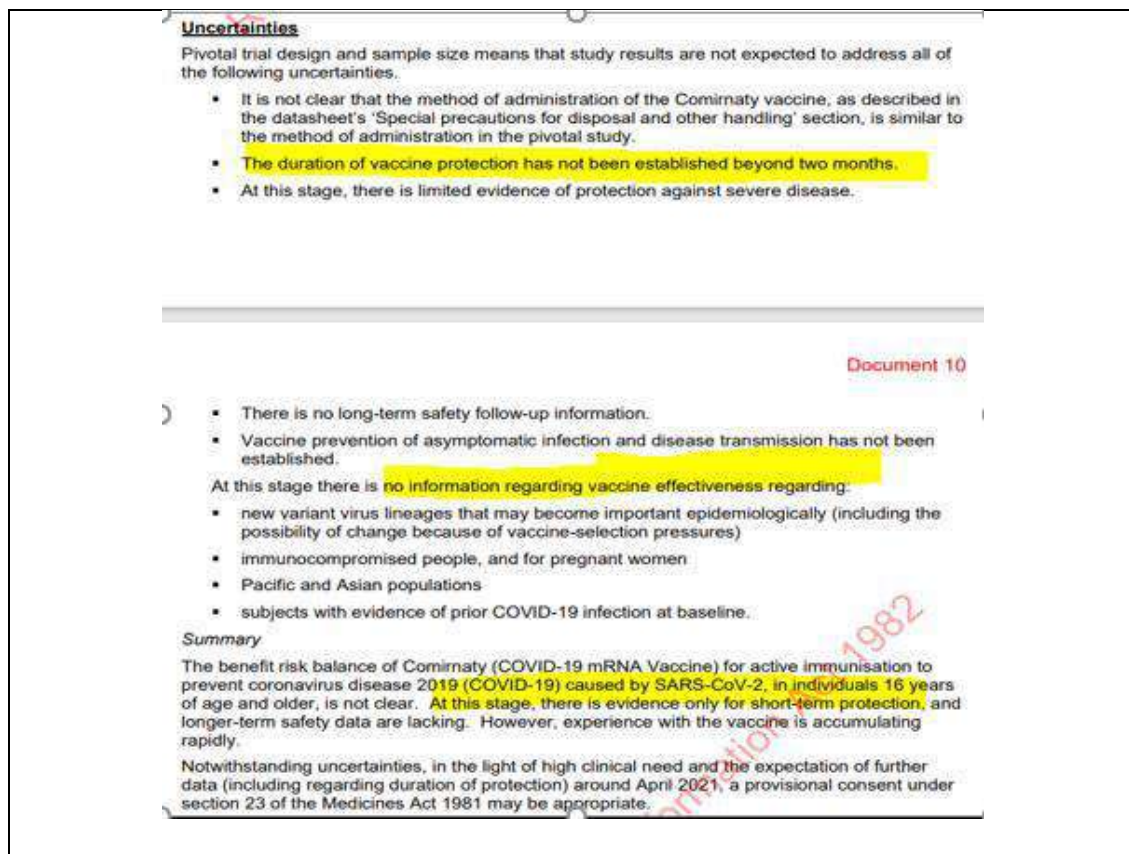 Uncertainties
Pivotal trial design and sample size means that study results are not expected to address all of
the following uncertainties.
▪ It is not clear that the method of administration of the Comirnaty vaccine, as described in
the datasheet's 'Special precautions for disposal and other handling' section, is similar to
the method of administration in the pivotal study.
▪ The duration of vaccine protection has not been established beyond two months.
▪ At this stage, there is limited evidence of protection against severe disease.
Document 10
▪ There is no long-term safety follow-up information.
▪ Vaccine prevention of asymptomatic infection and disease transmission has not been
established.
At this stage there is no information regarding vaccine effectiveness regarding:
▪ new variant virus lineages that may become important epidemiologically (including the
possibility of change because of vaccine-selection pressures)
▪ immunocompromised people, and for pregnant women
▪ Pacific and Asian populations
▪ subjects with evidence of prior COVID-19 infection at baseline.
Summary
The benefit risk balance of Comirnaty (COVID-19 mRNA Vaccine) for active immunisation to
prevent coronavirus disease 2019 (COVID-19) caused by SARS-CoV-2, in individuals 16 years
of age and older, is not clear. At this stage, there is evidence only for short-term protection, and
longer-term safety data are lacking. However, experience with the vaccine is accumulating
rapidly.
Notwithstanding uncertainties, in the light of high clinical need and the expectation of further
data (including regarding duration of protection) around April 2021, a provisional consent under
section 23 of the Medicines Act 1981 may be appropriate.
mation Act 1982